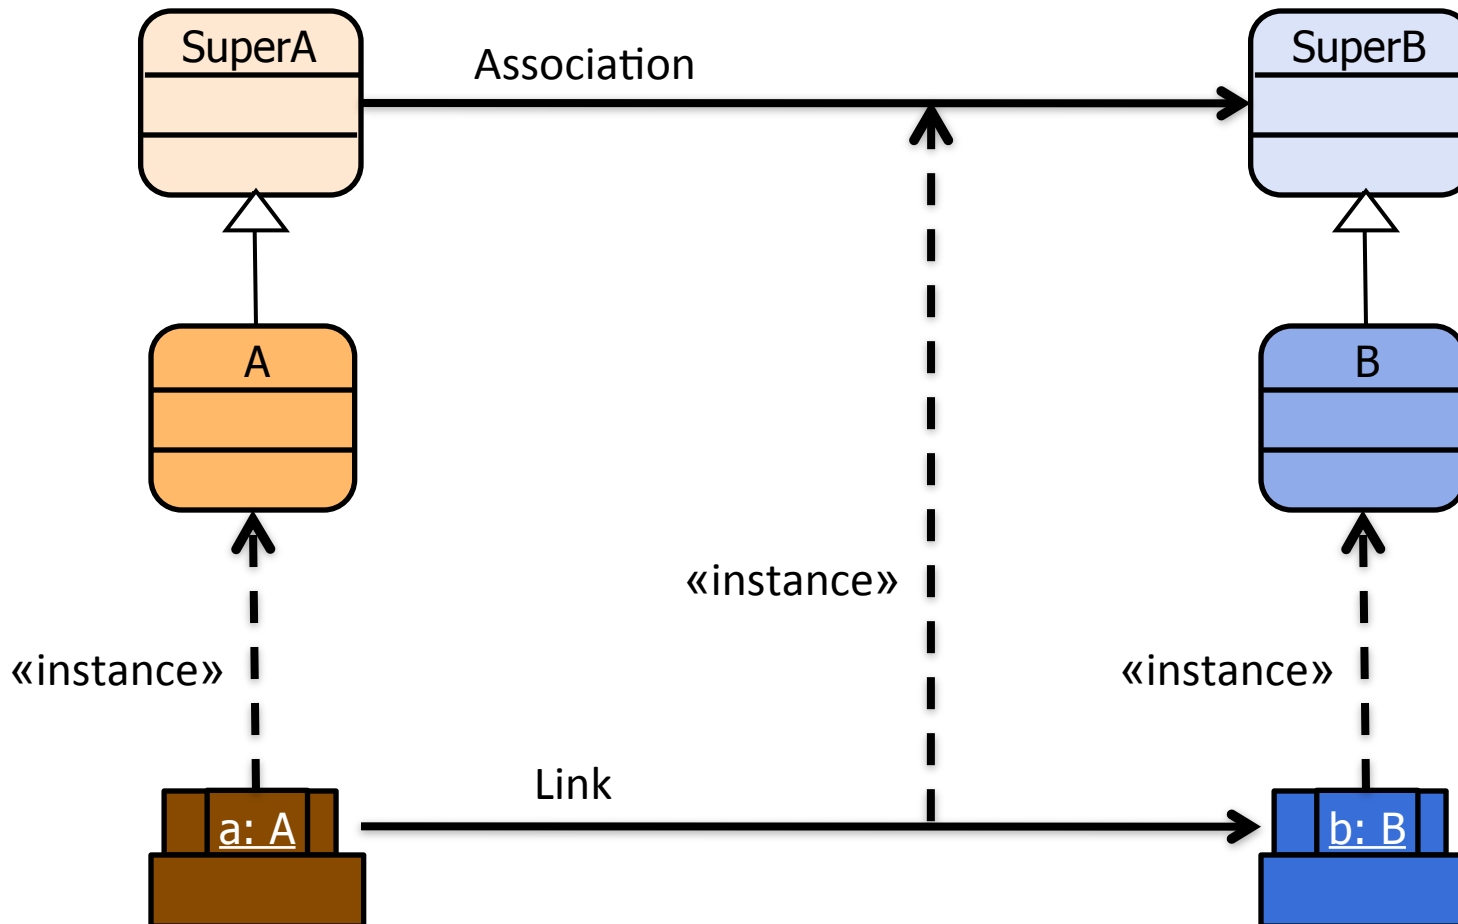 SuperA
Association
SuperB
A
B
«instance»
«instance»
«instance»
Link
a: A
b: B